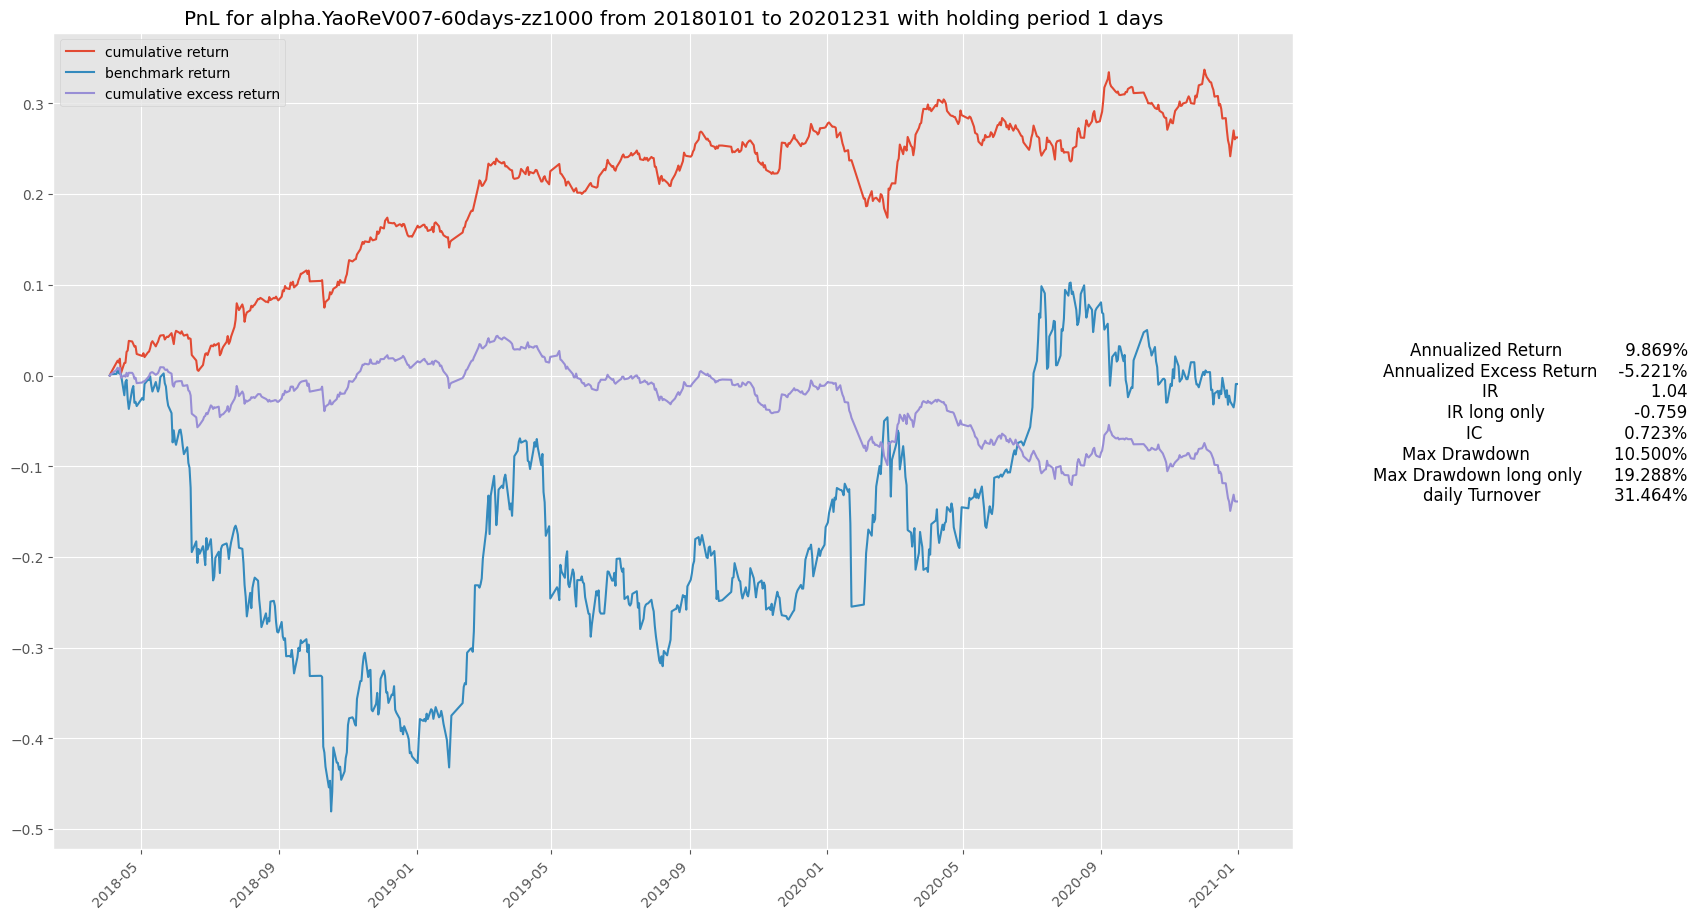 PnL for alpha.YaoReV007-60days-zz1000 from 20180101 to 20201231 with holding period 1 days
cumulative return
benchmark return
cumulative excess return
0.3
0.2
0.1
0.0
−0.1
−0.2
−0.3
−0.4
−0.5
2018-05
2018-09
2019-01
2019-05
2019-09
2020-01
2020-05
2020-09
2021-01
Annualized Return 9.869%
Annualized Excess Return -5.221%
IR 1.04
IR long only -0.759
IC 0.723%
Max Drawdown 10.500%
Max Drawdown long only 19.288%
daily Turnover 31.464%